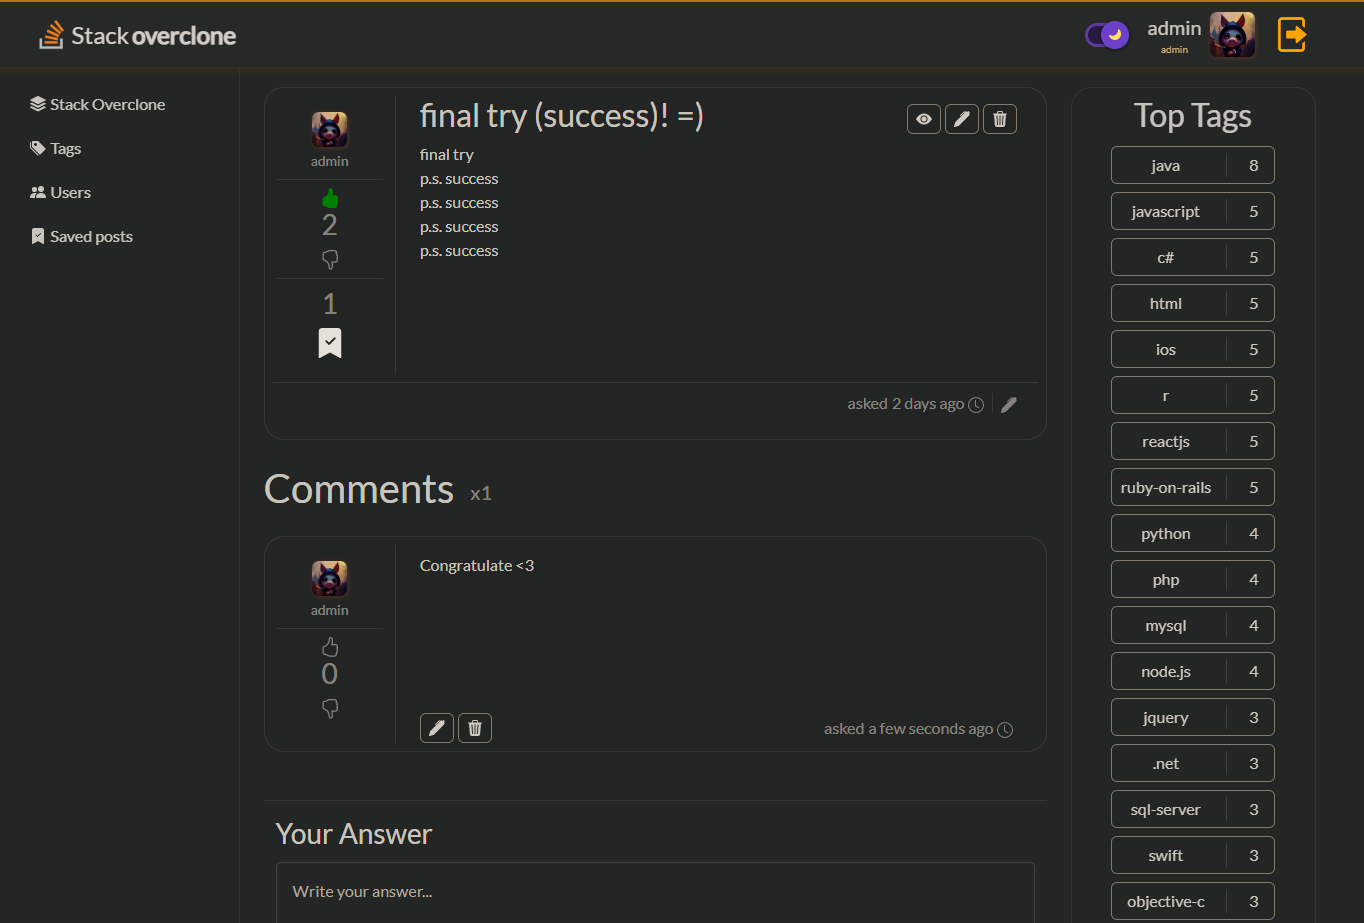 Stack overclone
admin
admin
Stack Overclone
Tags
Users
Saved posts
admin
2
1
final try (success)! =)
final try
p.s. success
p.s. success
p.s. success
p.s. success
asked 2 days ago
Comments x1
admin
0
Congratulate <3
asked a few seconds ago
Your Answer
Write your answer...
Top Tags
java 8
javascript 5
c# 5
html 5
ios 5
r 5
reactjs 5
ruby-on-rails 5
python 4
php 4
mysql 4
node.js 4
jquery 3
.net 3
sql-server 3
swift 3
objective-c 3